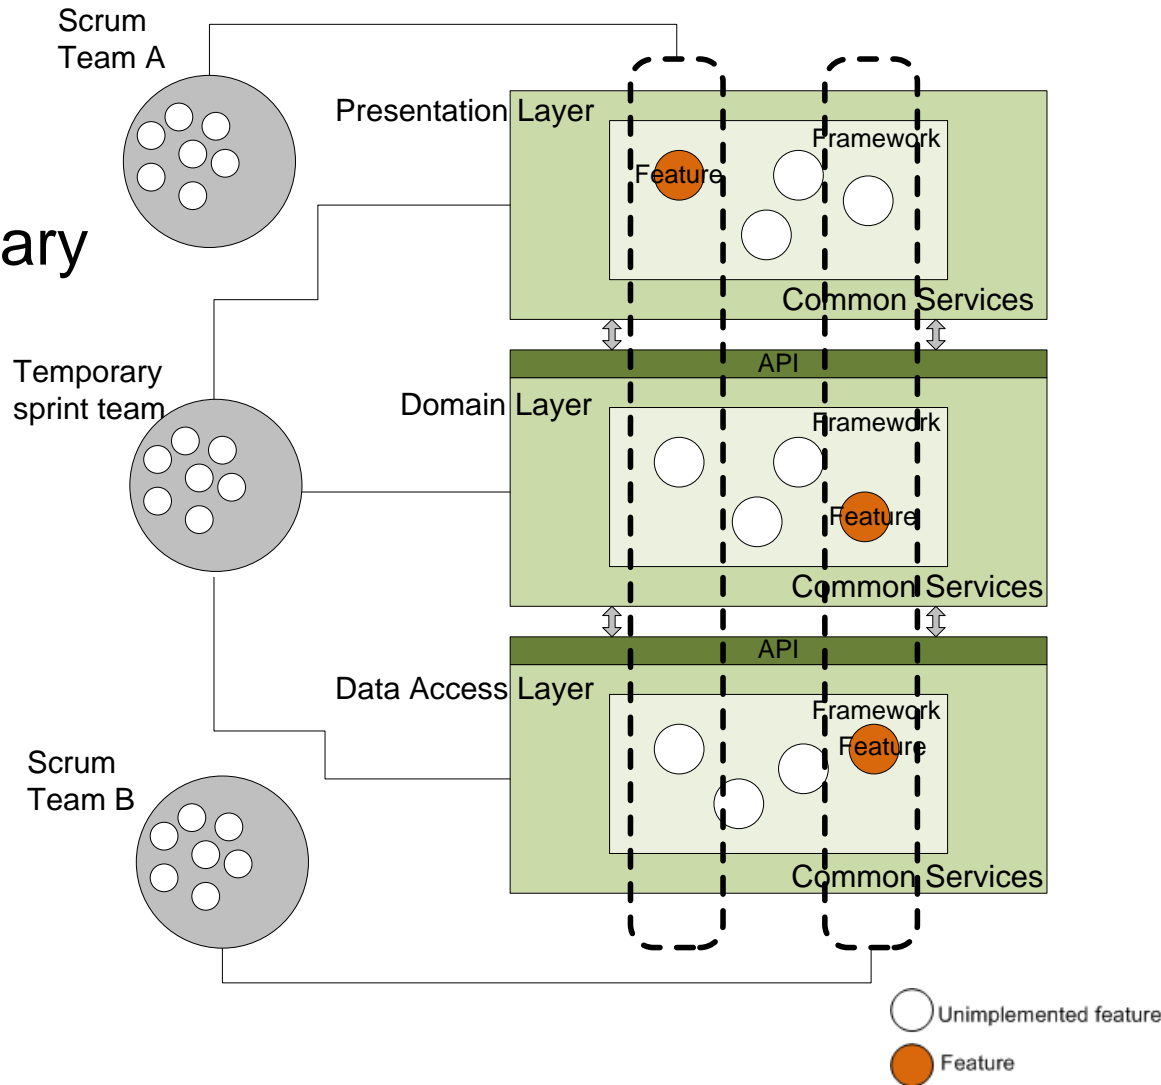 Scrum
Team A
Presentation Layer
Framework
Feature
ary
Common Services
API
Temporary
sprint team
Domain Layer
Framework
Feature
Common Services
API
Data Access Layer
Framework
Feature
Scrum
Team B
Common Services
Unimplemented feature
Feature